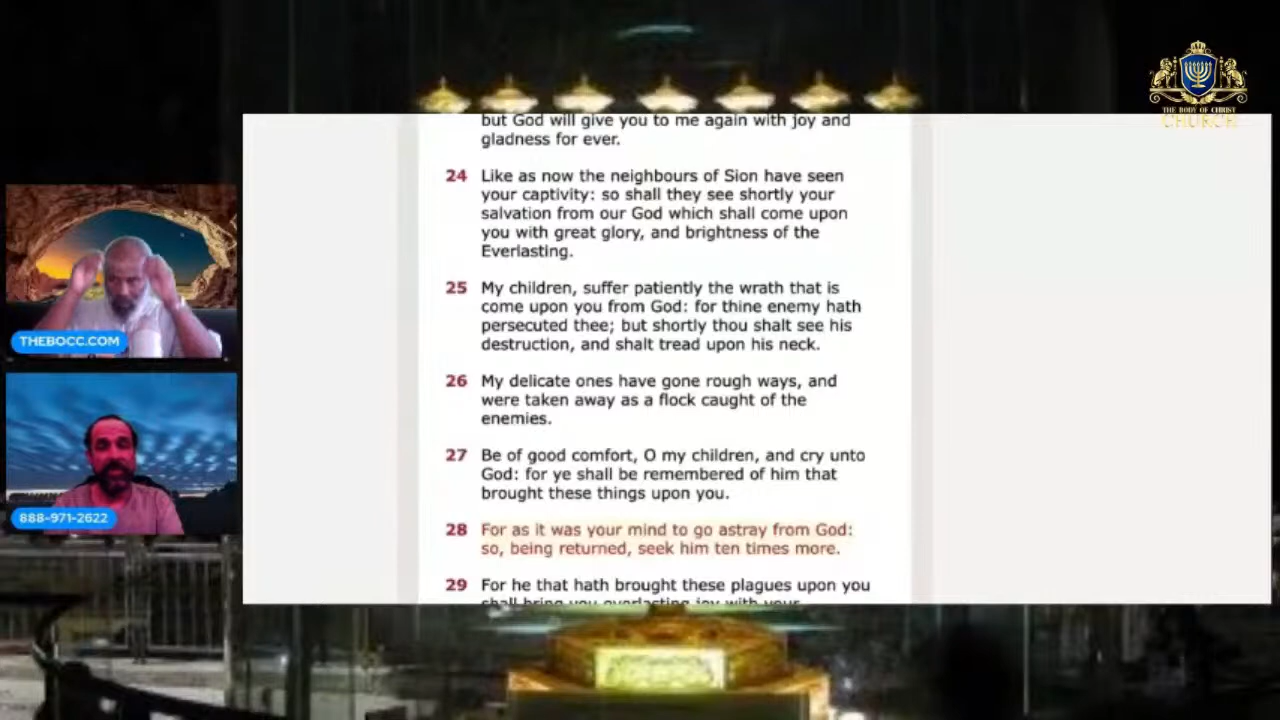 THE BODY OF CHRIST
CHURCH
but God will give you to me again with joy and
gladness for ever.
24 Like as now the neighbours of Sion have seen
your captivity: so shall they see shortly your
salvation from our God which shall come upon
you with great glory, and brightness of the
Everlasting.
25 My children, suffer patiently the wrath that is
come upon you from God: for thine enemy hath
persecuted thee; but shortly thou shalt see his
destruction, and shalt tread upon his neck.
26 My delicate ones have gone rough ways, and
were taken away as a flock caught of the
enemies.
27 Be of good comfort, O my children, and cry unto
God: for ye shall be remembered of him that
brought these things upon you.
28 For as it was your mind to go astray from God:
so, being returned, seek him ten times more.
29 For he that hath brought these plagues upon you
shall bring you everlasting joy with your
THEBOCC.COM
888-971-2622